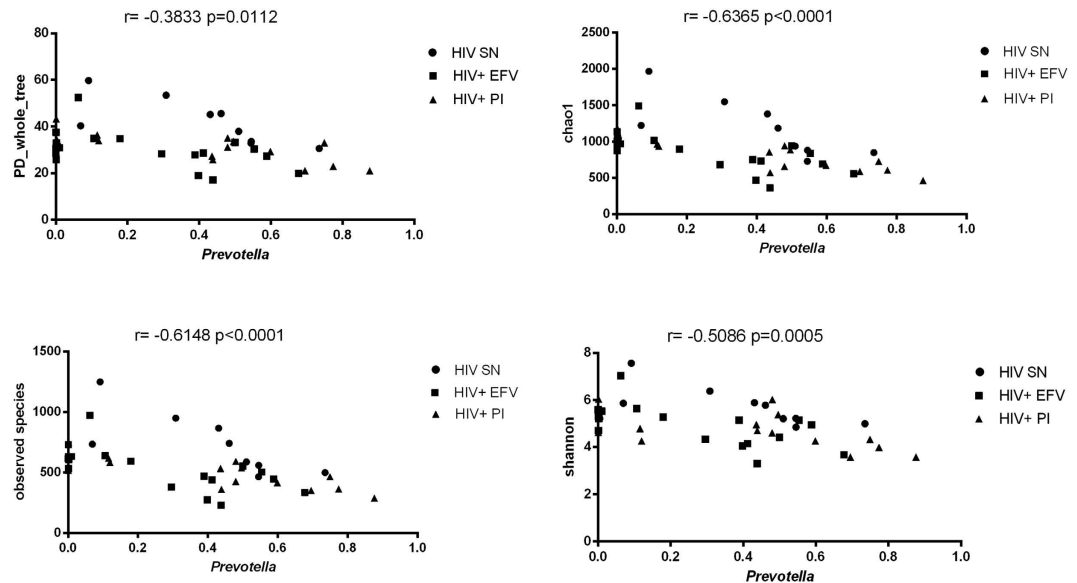 r= -0.3833 p=0.0112
80
60
40
20
0
PD_whole_tree
0.0 0.2 0.4 0.6 0.8 1.0
Prevotella
HIV SN
HIV+ EFV
HIV+ PI
r= -0.6365 p<0.0001
2500
2000
1500
1000
500
0
chao1
0.0 0.2 0.4 0.6 0.8 1.0
Prevotella
HIV SN
HIV+ EFV
HIV+ PI
r= -0.6148 p<0.0001
1500
1000
500
0
observed species
0.0 0.2 0.4 0.6 0.8 1.0
Prevotella
HIV SN
HIV+ EFV
HIV+ PI
r= -0.5086 p=0.0005
8
6
4
2
0
shannon
0.0 0.2 0.4 0.6 0.8 1.0
Prevotella
HIV SN
HIV+ EFV
HIV+ PI